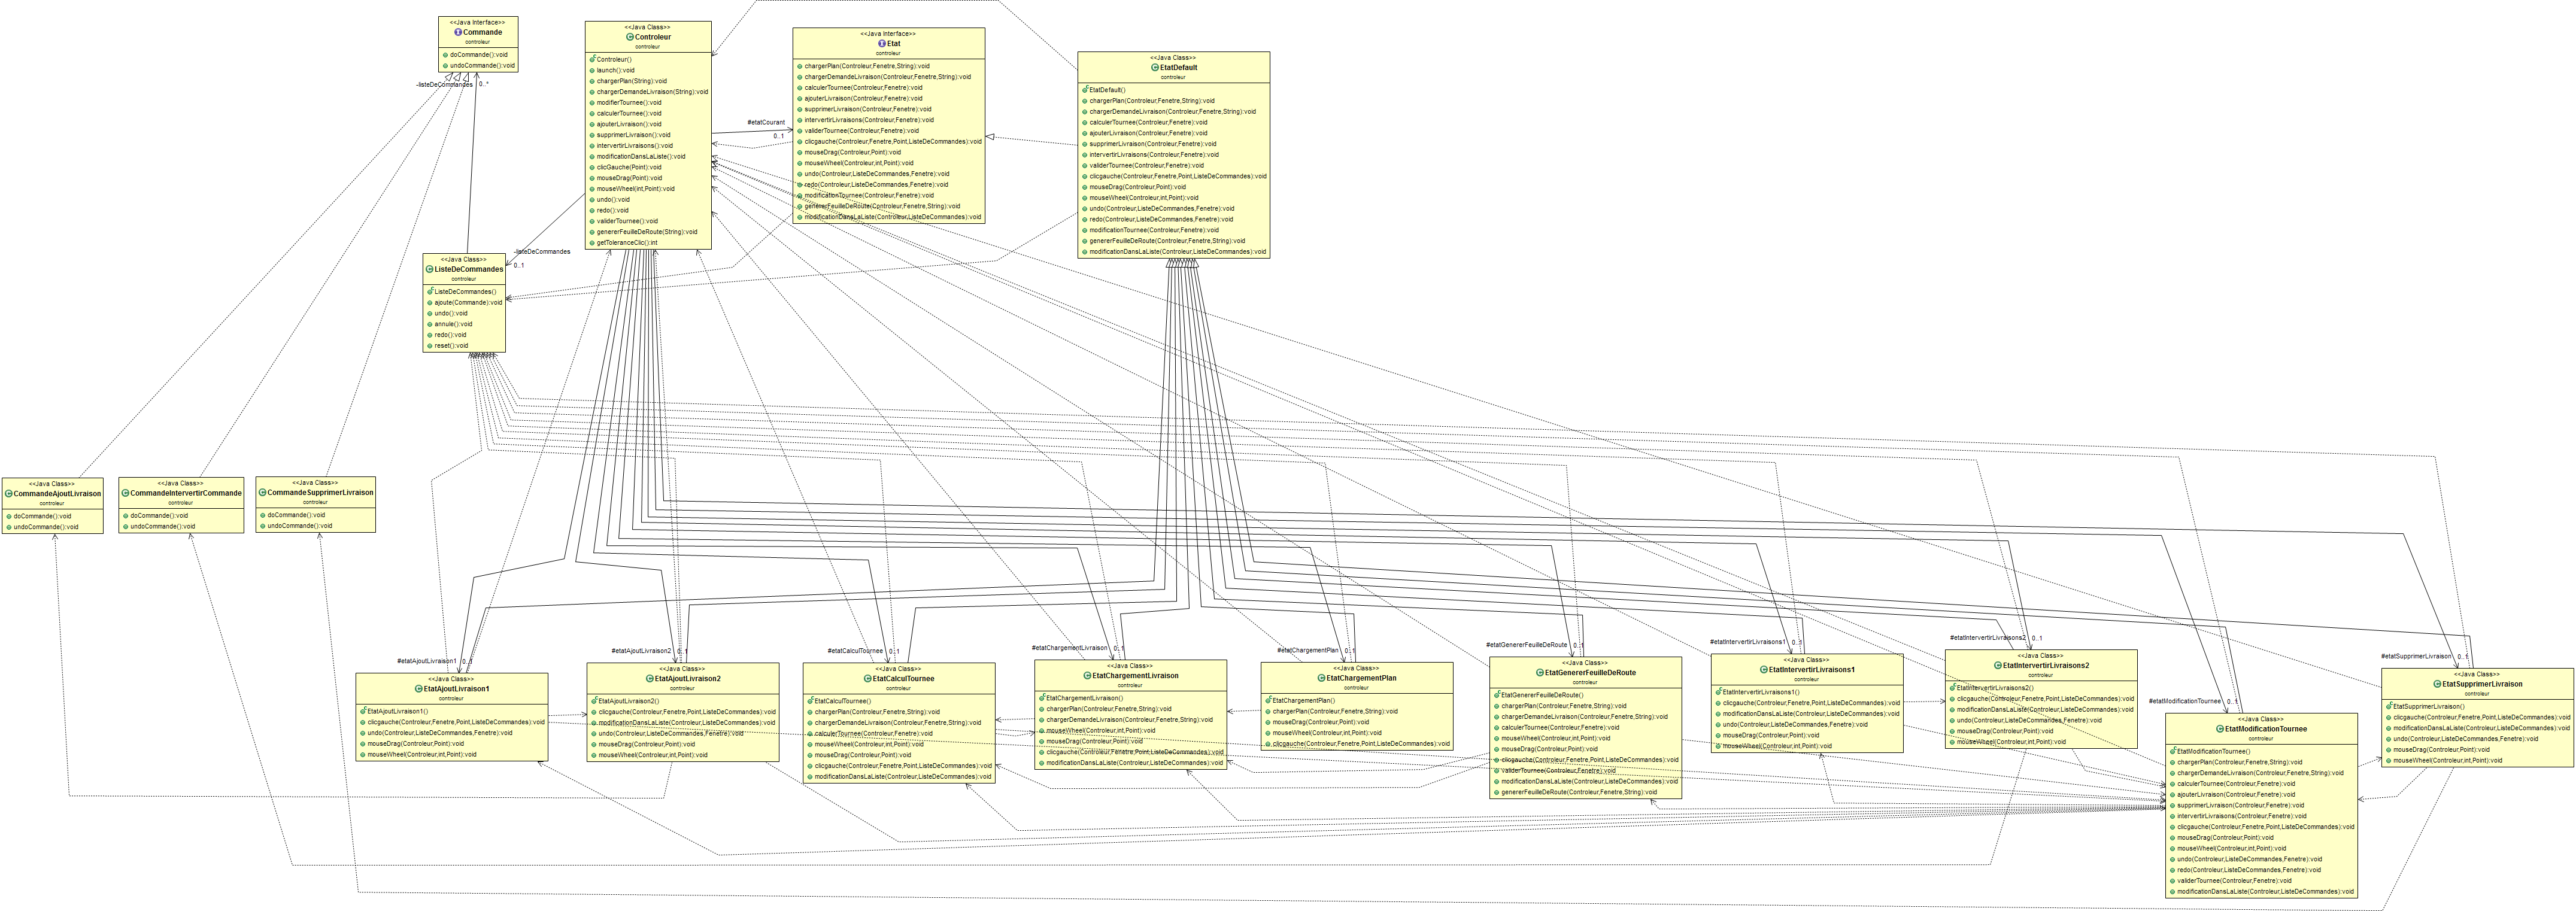 <<Java Interface>>
Commande
controleur
doCommande():void
undoCommande():void
-listeDeCommandes
0..*
<<Java Class>>
Controleur
controleur
Controleur()
launch():void
chargerPlan(String):void
chargerDemandeLivraison(String):void
modifierTournee():void
calculerTournee():void
ajouterLivraison():void
supprimerLivraison():void
intervertirLivraisons():void
modificationDansLaListe():void
clicGauche(Point):void
mouseDrag(Point):void
mouseWheel(int,Point):void
undo():void
redo():void
validerTournee():void
genererFeuilleDeRoute(String):void
getToleranceClic():int
#etatCourant
0..1
<<Java Interface>>
Etat
controleur
chargerPlan(Controleur,Fenetre,String):void
chargerDemandeLivraison(Controleur,Fenetre,String):void
calculerTournee(Controleur,Fenetre):void
ajouterLivraison(Controleur,Fenetre):void
supprimerLivraison(Controleur,Fenetre):void
intervertirLivraisons(Controleur,Fenetre):void
validerTournee(Controleur,Fenetre):void
clicgauche(Controleur,Fenetre,Point,ListeDeCommandes):void
mouseDrag(Controleur,Point):void
mouseWheel(Controleur,int,Point):void
undo(Controleur,ListeDeCommandes,Fenetre):void
redo(Controleur,ListeDeCommandes,Fenetre):void
modificationTournee(Controleur,Fenetre):void
genererFeuilleDeRoute(Controleur,Fenetre,String):void
modificationDansLaListe(Controleur,ListeDeCommandes):void
<<Java Class>>
EtatDefault
controleur
EtatDefault()
chargerPlan(Controleur,Fenetre,String):void
chargerDemandeLivraison(Controleur,Fenetre,String):void
calculerTournee(Controleur,Fenetre):void
ajouterLivraison(Controleur,Fenetre):void
supprimerLivraison(Controleur,Fenetre):void
intervertirLivraisons(Controleur,Fenetre):void
validerTournee(Controleur,Fenetre):void
clicgauche(Controleur,Fenetre,Point,ListeDeCommandes):void
mouseDrag(Controleur,Point):void
mouseWheel(Controleur,int,Point):void
undo(Controleur,ListeDeCommandes,Fenetre):void
redo(Controleur,ListeDeCommandes,Fenetre):void
modificationTournee(Controleur,Fenetre):void
genererFeuilleDeRoute(Controleur,Fenetre,String):void
modificationDansLaListe(Controleur,ListeDeCommandes):void
-listeDeCommandes
0..1
<<Java Class>>
ListeDeCommandes
controleur
ListeDeCommandes()
ajoute(Commande):void
undo():void
annule():void
redo():void
reset():void
<<Java Class>>
CommandeAjoutLivraison
controleur
doCommande():void
undoCommande():void
<<Java Class>>
CommandeIntervertirCommande
controleur
doCommande():void
undoCommande():void
<<Java Class>>
CommandeSupprimerLivraison
controleur
doCommande():void
undoCommande():void
#etatAjoutLivraison1
0..1
<<Java Class>>
EtatAjoutLivraison1
controleur
EtatAjoutLivraison1()
clicgauche(Controleur,Fenetre,Point,ListeDeCommandes):void
undo(Controleur,ListeDeCommandes,Fenetre):void
mouseDrag(Controleur,Point):void
mouseWheel(Controleur,int,Point):void
#etatAjoutLivraison2
0..1
<<Java Class>>
EtatAjoutLivraison2
controleur
EtatAjoutLivraison2()
clicgauche(Controleur,Fenetre,Point,ListeDeCommandes):void
modificationDansLaListe(Controleur,ListeDeCommandes):void
undo(Controleur,ListeDeCommandes,Fenetre):void
mouseDrag(Controleur,Point):void
mouseWheel(Controleur,int,Point):void
#etatCalculTournee
0..1
<<Java Class>>
EtatCalculTournee
controleur
EtatCalculTournee()
chargerPlan(Controleur,Fenetre,String):void
chargerDemandeLivraison(Controleur,Fenetre,String):void
calculerTournee(Controleur,Fenetre):void
mouseWheel(Controleur,int,Point):void
mouseDrag(Controleur,Point):void
clicgauche(Controleur,Fenetre,Point,ListeDeCommandes):void
modificationDansLaListe(Controleur,ListeDeCommandes):void
#etatChargementLivraison
0..1
<<Java Class>>
EtatChargementLivraison
controleur
EtatChargementLivraison()
chargerPlan(Controleur,Fenetre,String):void
chargerDemandeLivraison(Controleur,Fenetre,String):void
mouseWheel(Controleur,int,Point):void
mouseDrag(Controleur,Point):void
clicgauche(Controleur,Fenetre,Point,ListeDeCommandes):void
modificationDansLaListe(Controleur,ListeDeCommandes):void
#etatChargementPlan
0..1
<<Java Class>>
EtatChargementPlan
controleur
EtatChargementPlan()
chargerPlan(Controleur,Fenetre,String):void
mouseDrag(Controleur,Point):void
mouseWheel(Controleur,int,Point):void
clicgauche(Controleur,Fenetre,Point,ListeDeCommandes):void
#etatGenererFeuilleDeRoute
0..1
<<Java Class>>
EtatGenererFeuilleDeRoute
controleur
EtatGenererFeuilleDeRoute()
chargerPlan(Controleur,Fenetre,String):void
chargerDemandeLivraison(Controleur,Fenetre,String):void
calculerTournee(Controleur,Fenetre):void
mouseWheel(Controleur,int,Point):void
mouseDrag(Controleur,Point):void
clicgauche(Controleur,Fenetre,Point,ListeDeCommandes):void
validerTournee(Controleur,Fenetre):void
modificationDansLaListe(Controleur,ListeDeCommandes):void
genererFeuilleDeRoute(Controleur,Fenetre,String):void
#etatIntervertirLivraisons1
0..1
<<Java Class>>
EtatIntervertirLivraisons1
controleur
EtatIntervertirLivraisons1()
clicgauche(Controleur,Fenetre,Point,ListeDeCommandes):void
modificationDansLaListe(Controleur,ListeDeCommandes):void
undo(Controleur,ListeDeCommandes,Fenetre):void
mouseDrag(Controleur,Point):void
mouseWheel(Controleur,int,Point):void
#etatIntervertirLivraisons2
0..1
<<Java Class>>
EtatIntervertirLivraisons2
controleur
EtatIntervertirLivraisons2()
clicgauche(Controleur,Fenetre,Point,ListeDeCommandes):void
modificationDansLaListe(Controleur,ListeDeCommandes):void
undo(Controleur,ListeDeCommandes,Fenetre):void
mouseDrag(Controleur,Point):void
mouseWheel(Controleur,int,Point):void
#etatModificationTournee
0..1
<<Java Class>>
EtatModificationTournee
controleur
EtatModificationTournee()
chargerPlan(Controleur,Fenetre,String):void
chargerDemandeLivraison(Controleur,Fenetre,String):void
calculerTournee(Controleur,Fenetre):void
ajouterLivraison(Controleur,Fenetre):void
supprimerLivraison(Controleur,Fenetre):void
intervertirLivraisons(Controleur,Fenetre):void
clicgauche(Controleur,Fenetre,Point,ListeDeCommandes):void
mouseDrag(Controleur,Point):void
mouseWheel(Controleur,int,Point):void
undo(Controleur,ListeDeCommandes,Fenetre):void
redo(Controleur,ListeDeCommandes,Fenetre):void
validerTournee(Controleur,Fenetre):void
modificationDansLaListe(Controleur,ListeDeCommandes):void
#etatSupprimerLivraison
0..1
<<Java Class>>
EtatSupprimerLivraison
controleur
EtatSupprimerLivraison()
clicgauche(Controleur,Fenetre,Point,ListeDeCommandes):void
modificationDansLaListe(Controleur,ListeDeCommandes):void
undo(Controleur,ListeDeCommandes,Fenetre):void
mouseDrag(Controleur,Point):void
mouseWheel(Controleur,int,Point):void